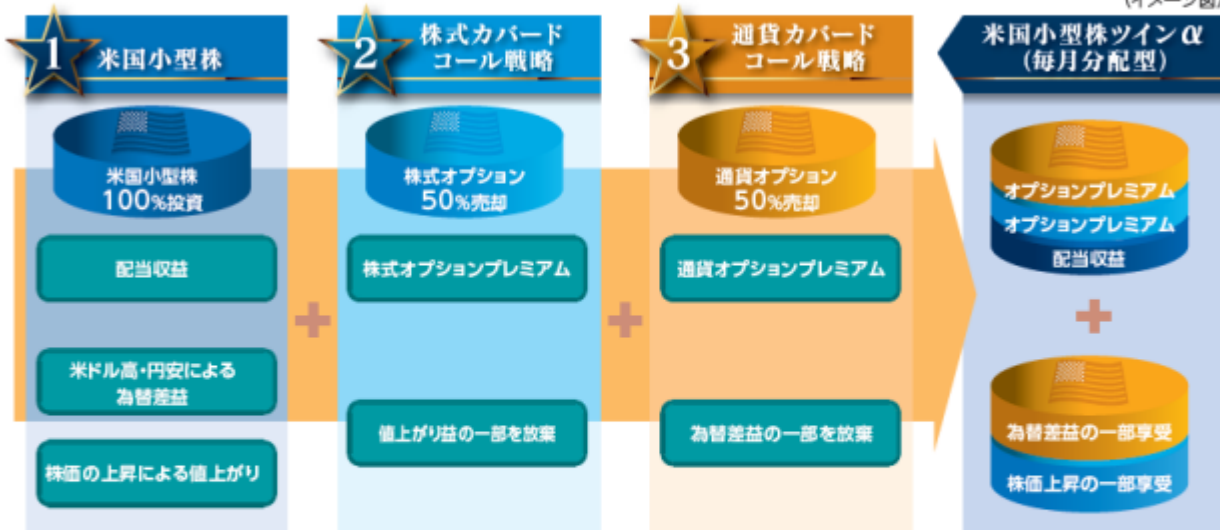 (イメージ図)
1 米国小型株
米国小型株
100%投資
配当収益
米ドル高・円安による
為替差益
株価の上昇による値上がり
2 株式カバード
コール戦略
株式オプション
50%売却
株式オプションプレミアム
値上がり益の一部を放棄
3 通貨カバード
コール戦略
通貨オプション
50%売却
通貨オプションプレミアム
為替差益の一部を放棄
米国小型株ツインα
(毎月分配型)
オプションプレミアム
オプションプレミアム
配当収益
為替差益の一部享受
株価上昇の一部享受